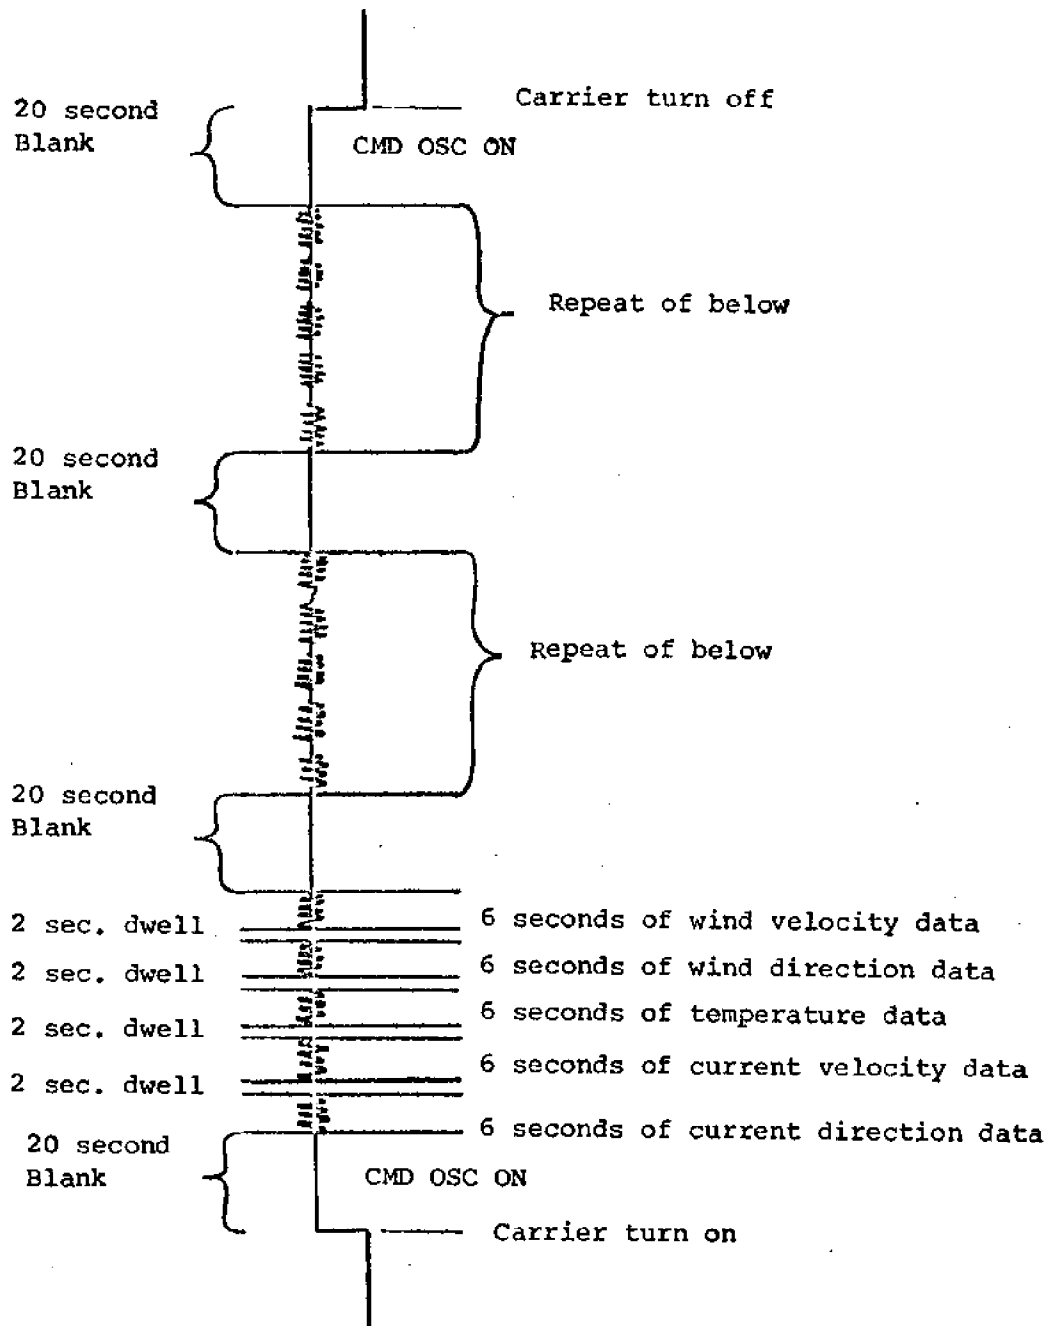 Carrier turn off
20 second
Blank
CMD OSC ON
Repeat of below
20 second
Blank
Repeat of below
20 second
Blank
2 sec. dwell
6 seconds of wind velocity data
2 sec. dwell
6 seconds of wind direction data
2 sec. dwell
6 seconds of temperature data
2 sec. dwell
6 seconds of current velocity data
6 seconds of current direction data
20 second
Blank
CMD OSC ON
Carrier turn on